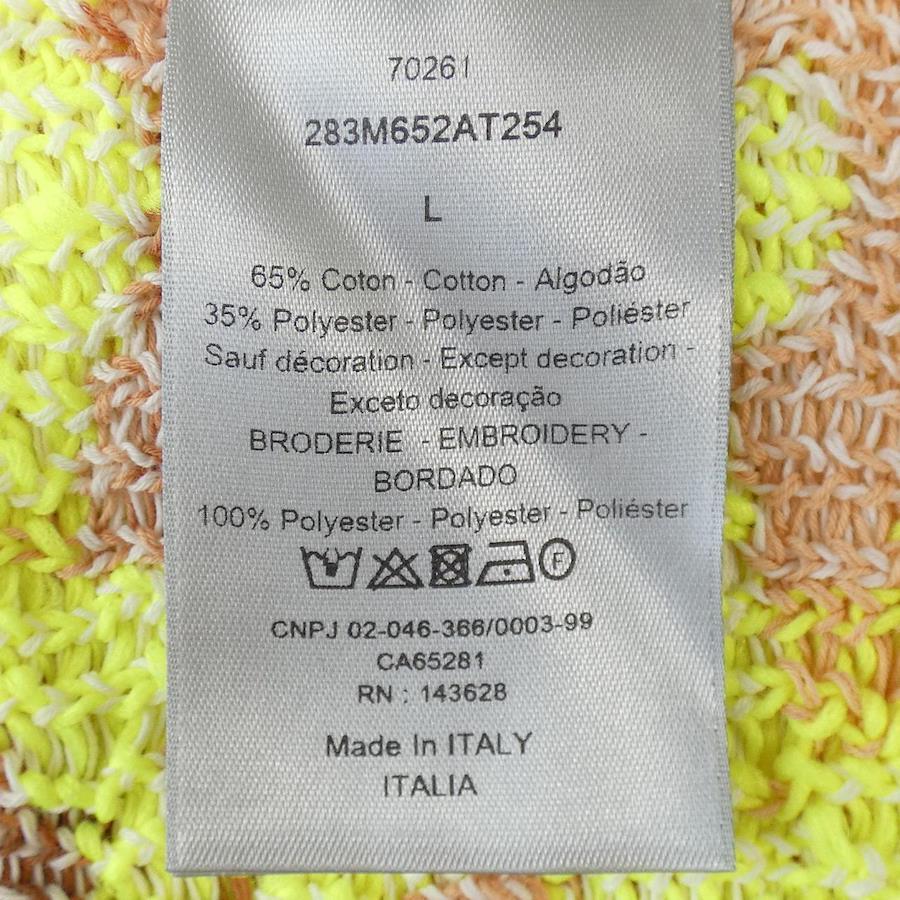 70261
283M652AT254
L
65% Coton - Cotton - Algodão
35% Polyester - Polyester - Poliéster
Sauf décoration - Except decoration -
Exceto decoração
BRODERIE - EMBROIDERY -
BORDADO
100% Polyester - Polyester - Poliéster
F
CNPJ 02-046-366/0003-99
CA65281
RN : 143628
Made In ITALY
ITALIA